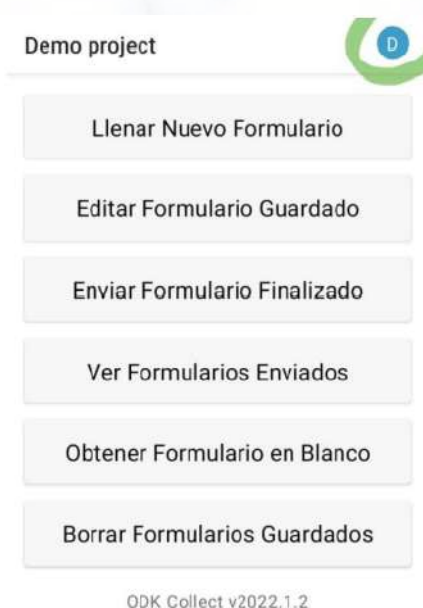 Demo project
D
Llenar Nuevo Formulario
Editar Formulario Guardado
Enviar Formulario Finalizado
Ver Formularios Enviados
Obtener Formulario en Blanco
Borrar Formularios Guardados
ODK Collect v2022.1.2